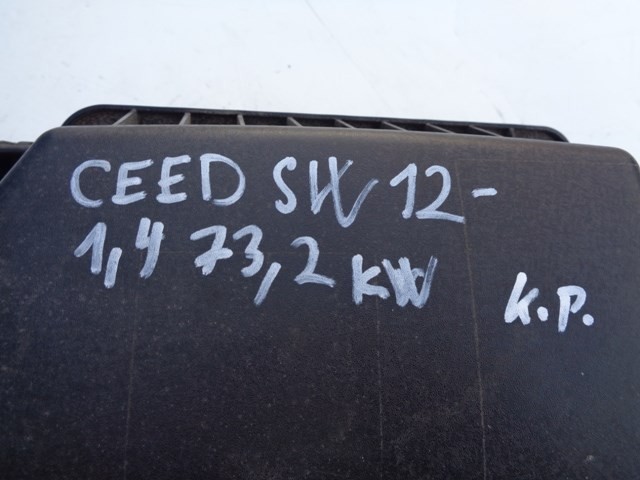 CEED SW 12-
1,4 73,2 kW
k.p.